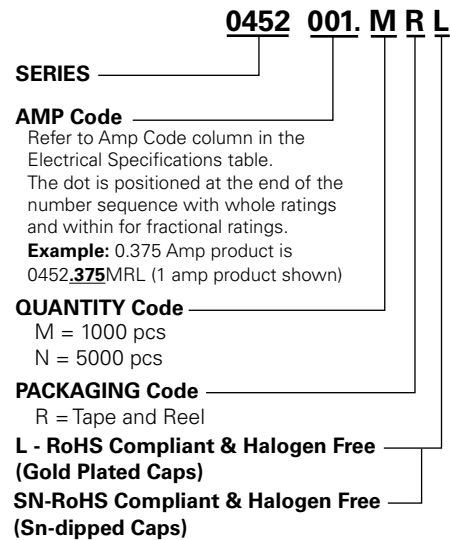 0452 001. M R L
SERIES
AMP Code
Refer to Amp Code column in the
Electrical Specifications table.
The dot is positioned at the end of the
number sequence with whole ratings
and within for fractional ratings.
Example: 0.375 Amp product is
0452.375MRL (1 amp product shown)
QUANTITY Code
M = 1000 pcs
N = 5000 pcs
PACKAGING Code
R = Tape and Reel
L - RoHS Compliant & Halogen Free
(Gold Plated Caps)
SN-RoHS Compliant & Halogen Free
(Sn-dipped Caps)